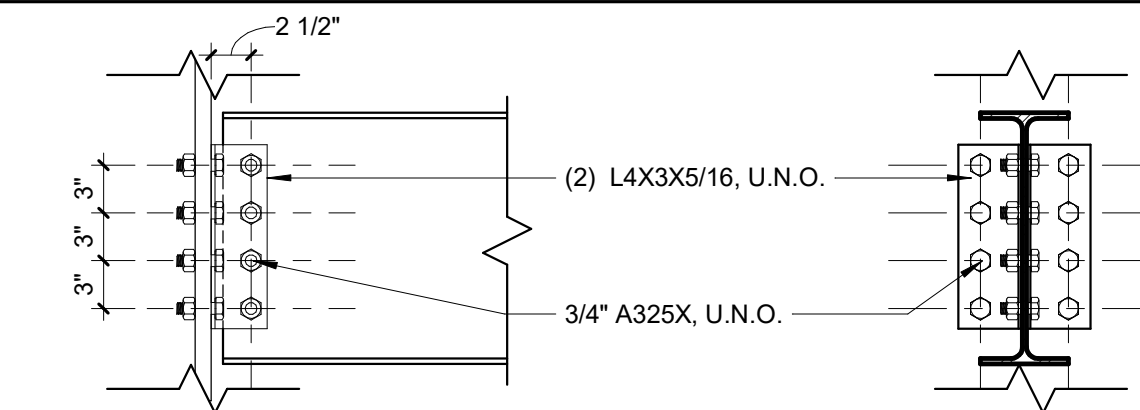 2 1/2"
(2) L4X3X5/16, U.N.O.
3"
3"
3"
3/4" A325X, U.N.O.